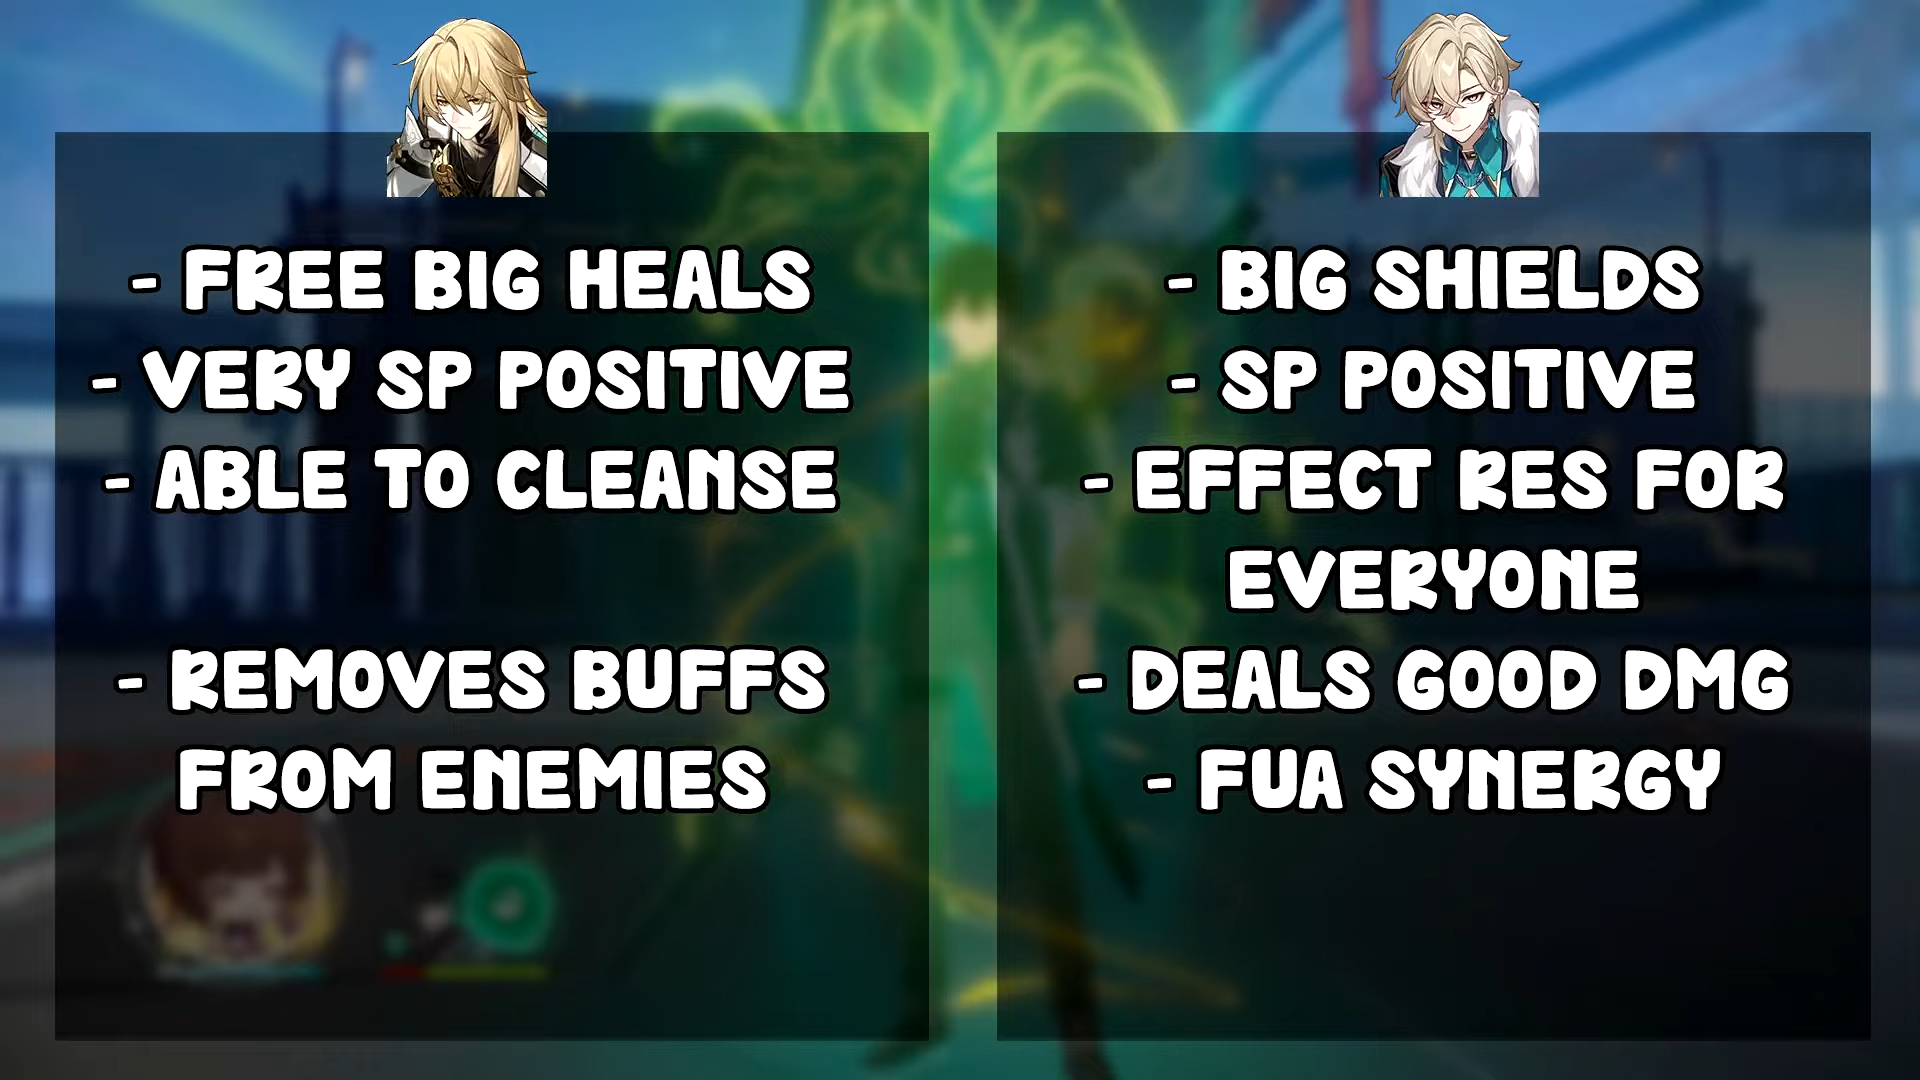 - FREE BIG HEALS
- VERY SP POSITIVE
- ABLE TO CLEANSE
- REMOVES BUFFS
FROM ENEMIES
- BIG SHIELDS
- SP POSITIVE
- EFFECT RES FOR
EVERYONE
- DEALS GOOD DMG
- FUA SYNERGY